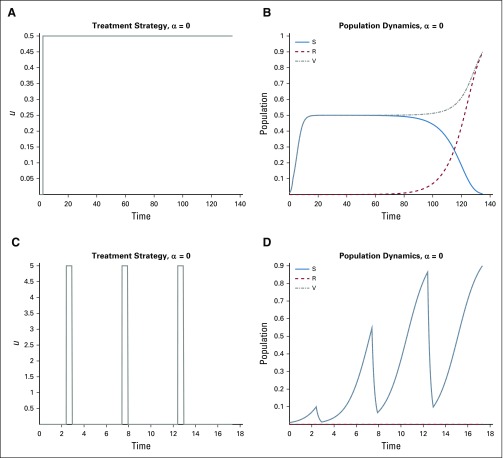 A
Treatment Strategy, α = 0
u
0.5
0.45
0.4
0.35
0.3
0.25
0.2
0.15
0.1
0.05
0 20 40 60 80 100 120 140
Time
B
Population Dynamics, α = 0
Population
1
0.9
0.8
0.7
0.6
0.5
0.4
0.3
0.2
0.1
S
R
V
0 20 40 60 80 100 120 140
Time
C
Treatment Strategy, α = 0
u
5
4.5
4
3.5
3
2.5
2
1.5
1
0.5
0 2 4 6 8 10 12 14 16 18
Time
D
Population Dynamics, α = 0
Population
0.9
0.8
0.7
0.6
0.5
0.4
0.3
0.2
0.1
S
R
V
0 2 4 6 8 10 12 14 16 18
Time